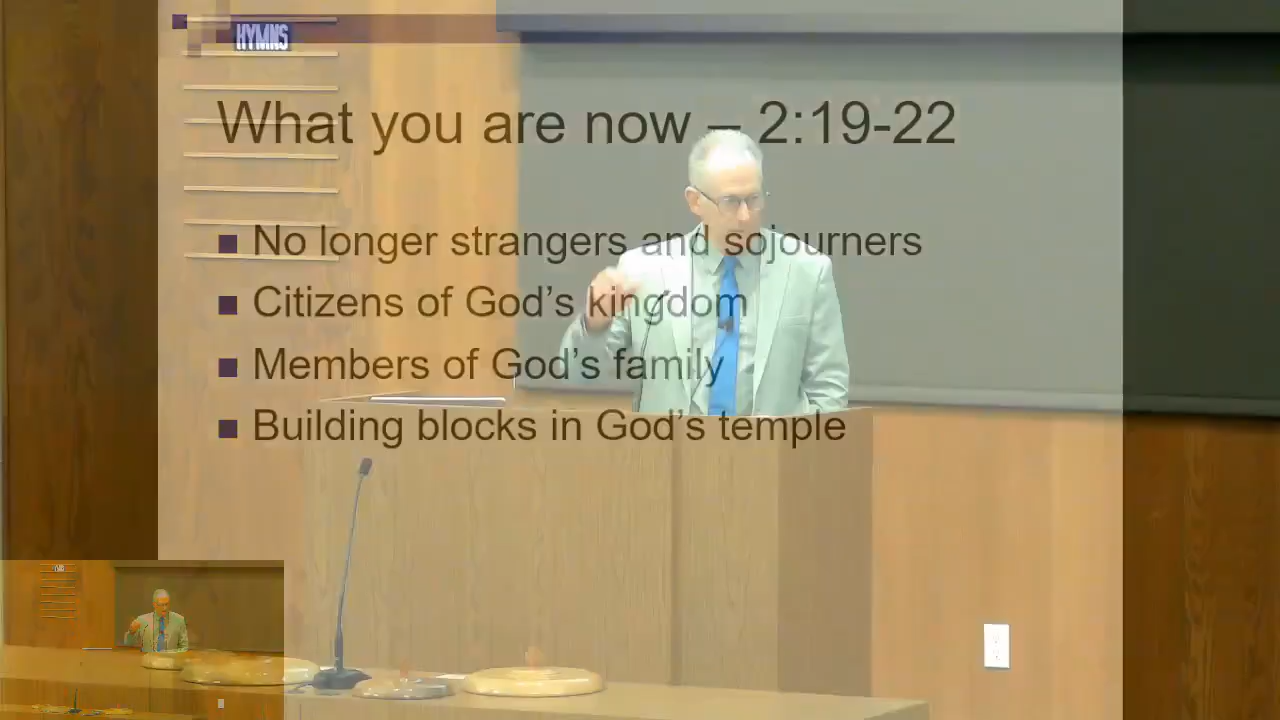 HYMNS
What you are now – 2:19-22
No longer strangers and sojourners
Citizens of God’s kingdom
Members of God’s family
Building blocks in God’s temple